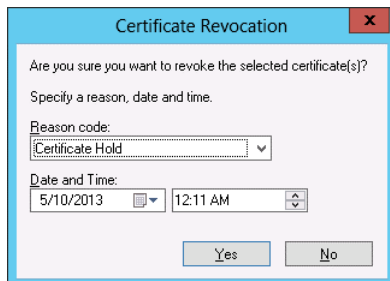 Certificate Revocation
x
Are you sure you want to revoke the selected certificate(s)?
Specify a reason, date and time.
Reason code:
Certificate Hold
Date and Time:
5/10/2013 12:11 AM
Yes No